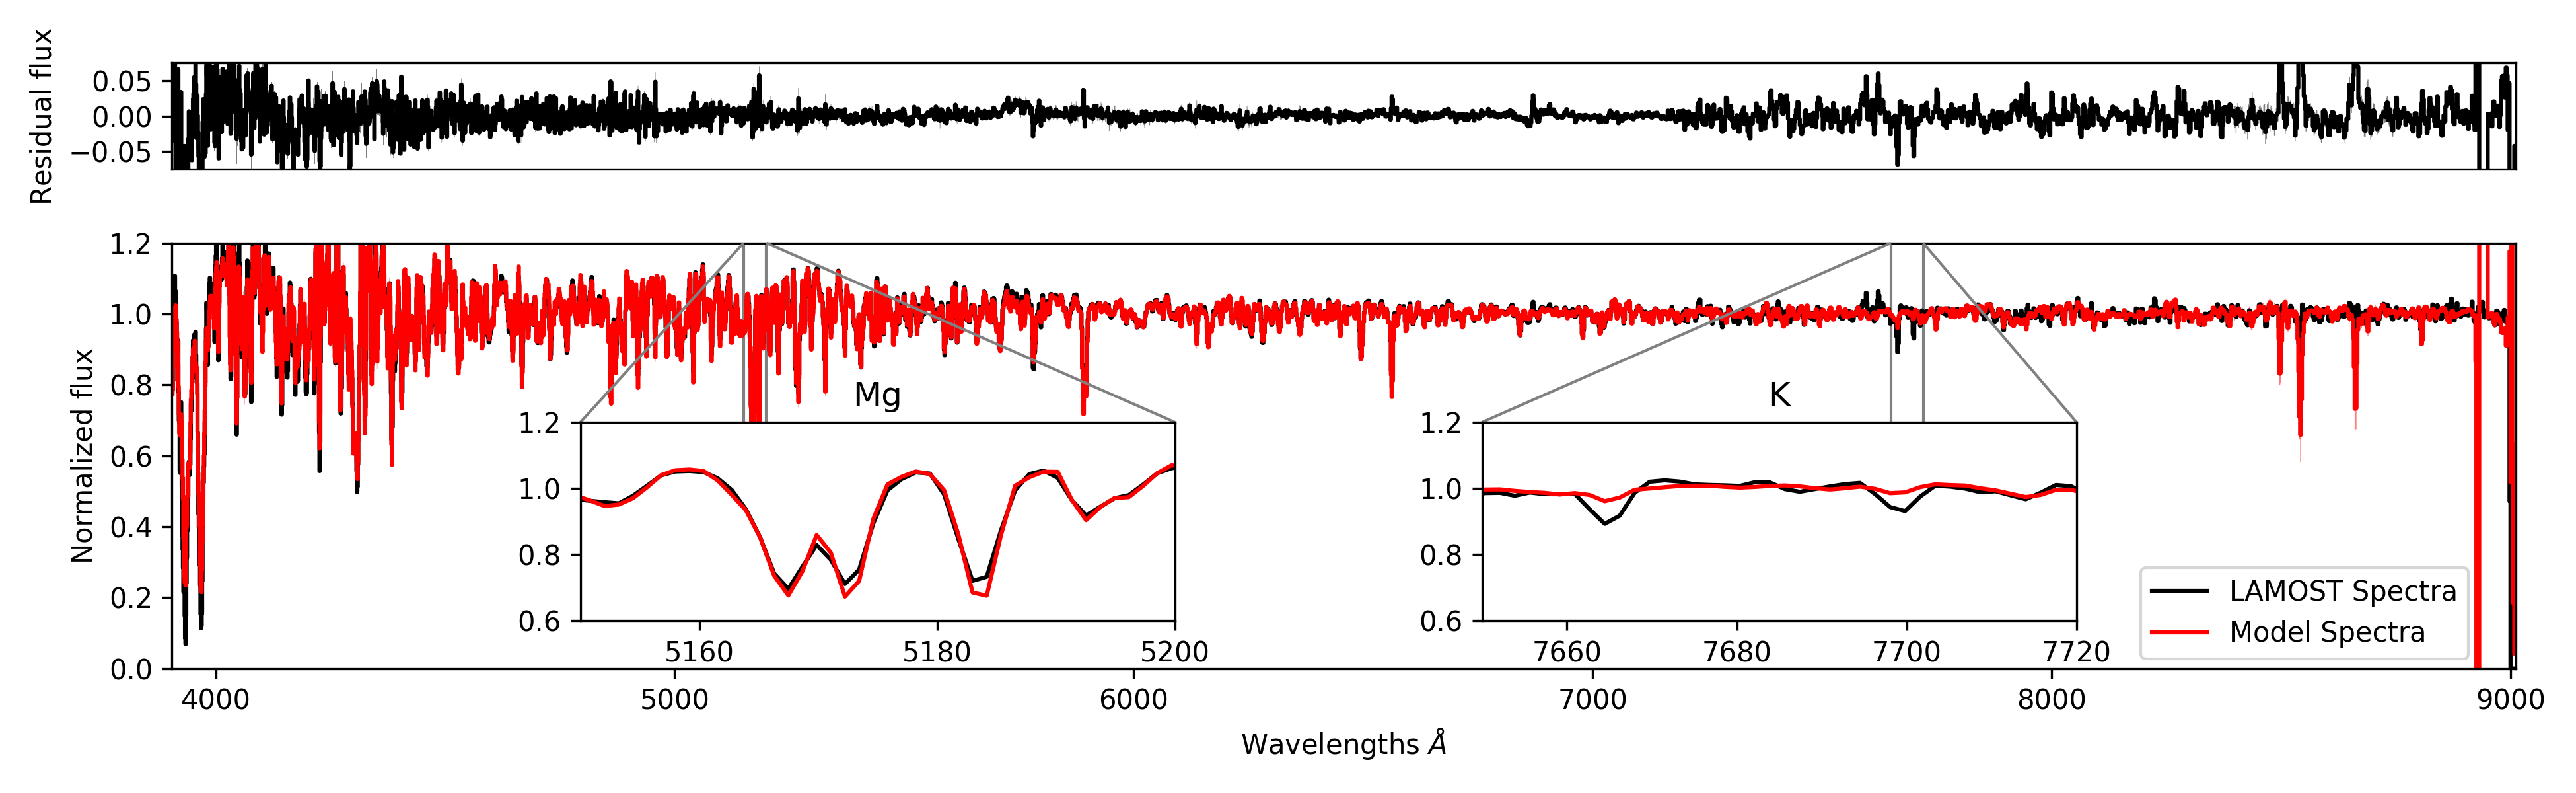 Residual flux
0.05
0.00
−0.05
Normalized flux
1.2
1.0
0.8
0.6
0.4
0.2
0.0
Mg
1.2
1.0
0.8
0.6
5160 5180 5200
K
1.2
1.0
0.8
0.6
7660 7680 7700 7720
LAMOST Spectra
Model Spectra
4000 5000 6000 7000 8000 9000
Wavelengths Å